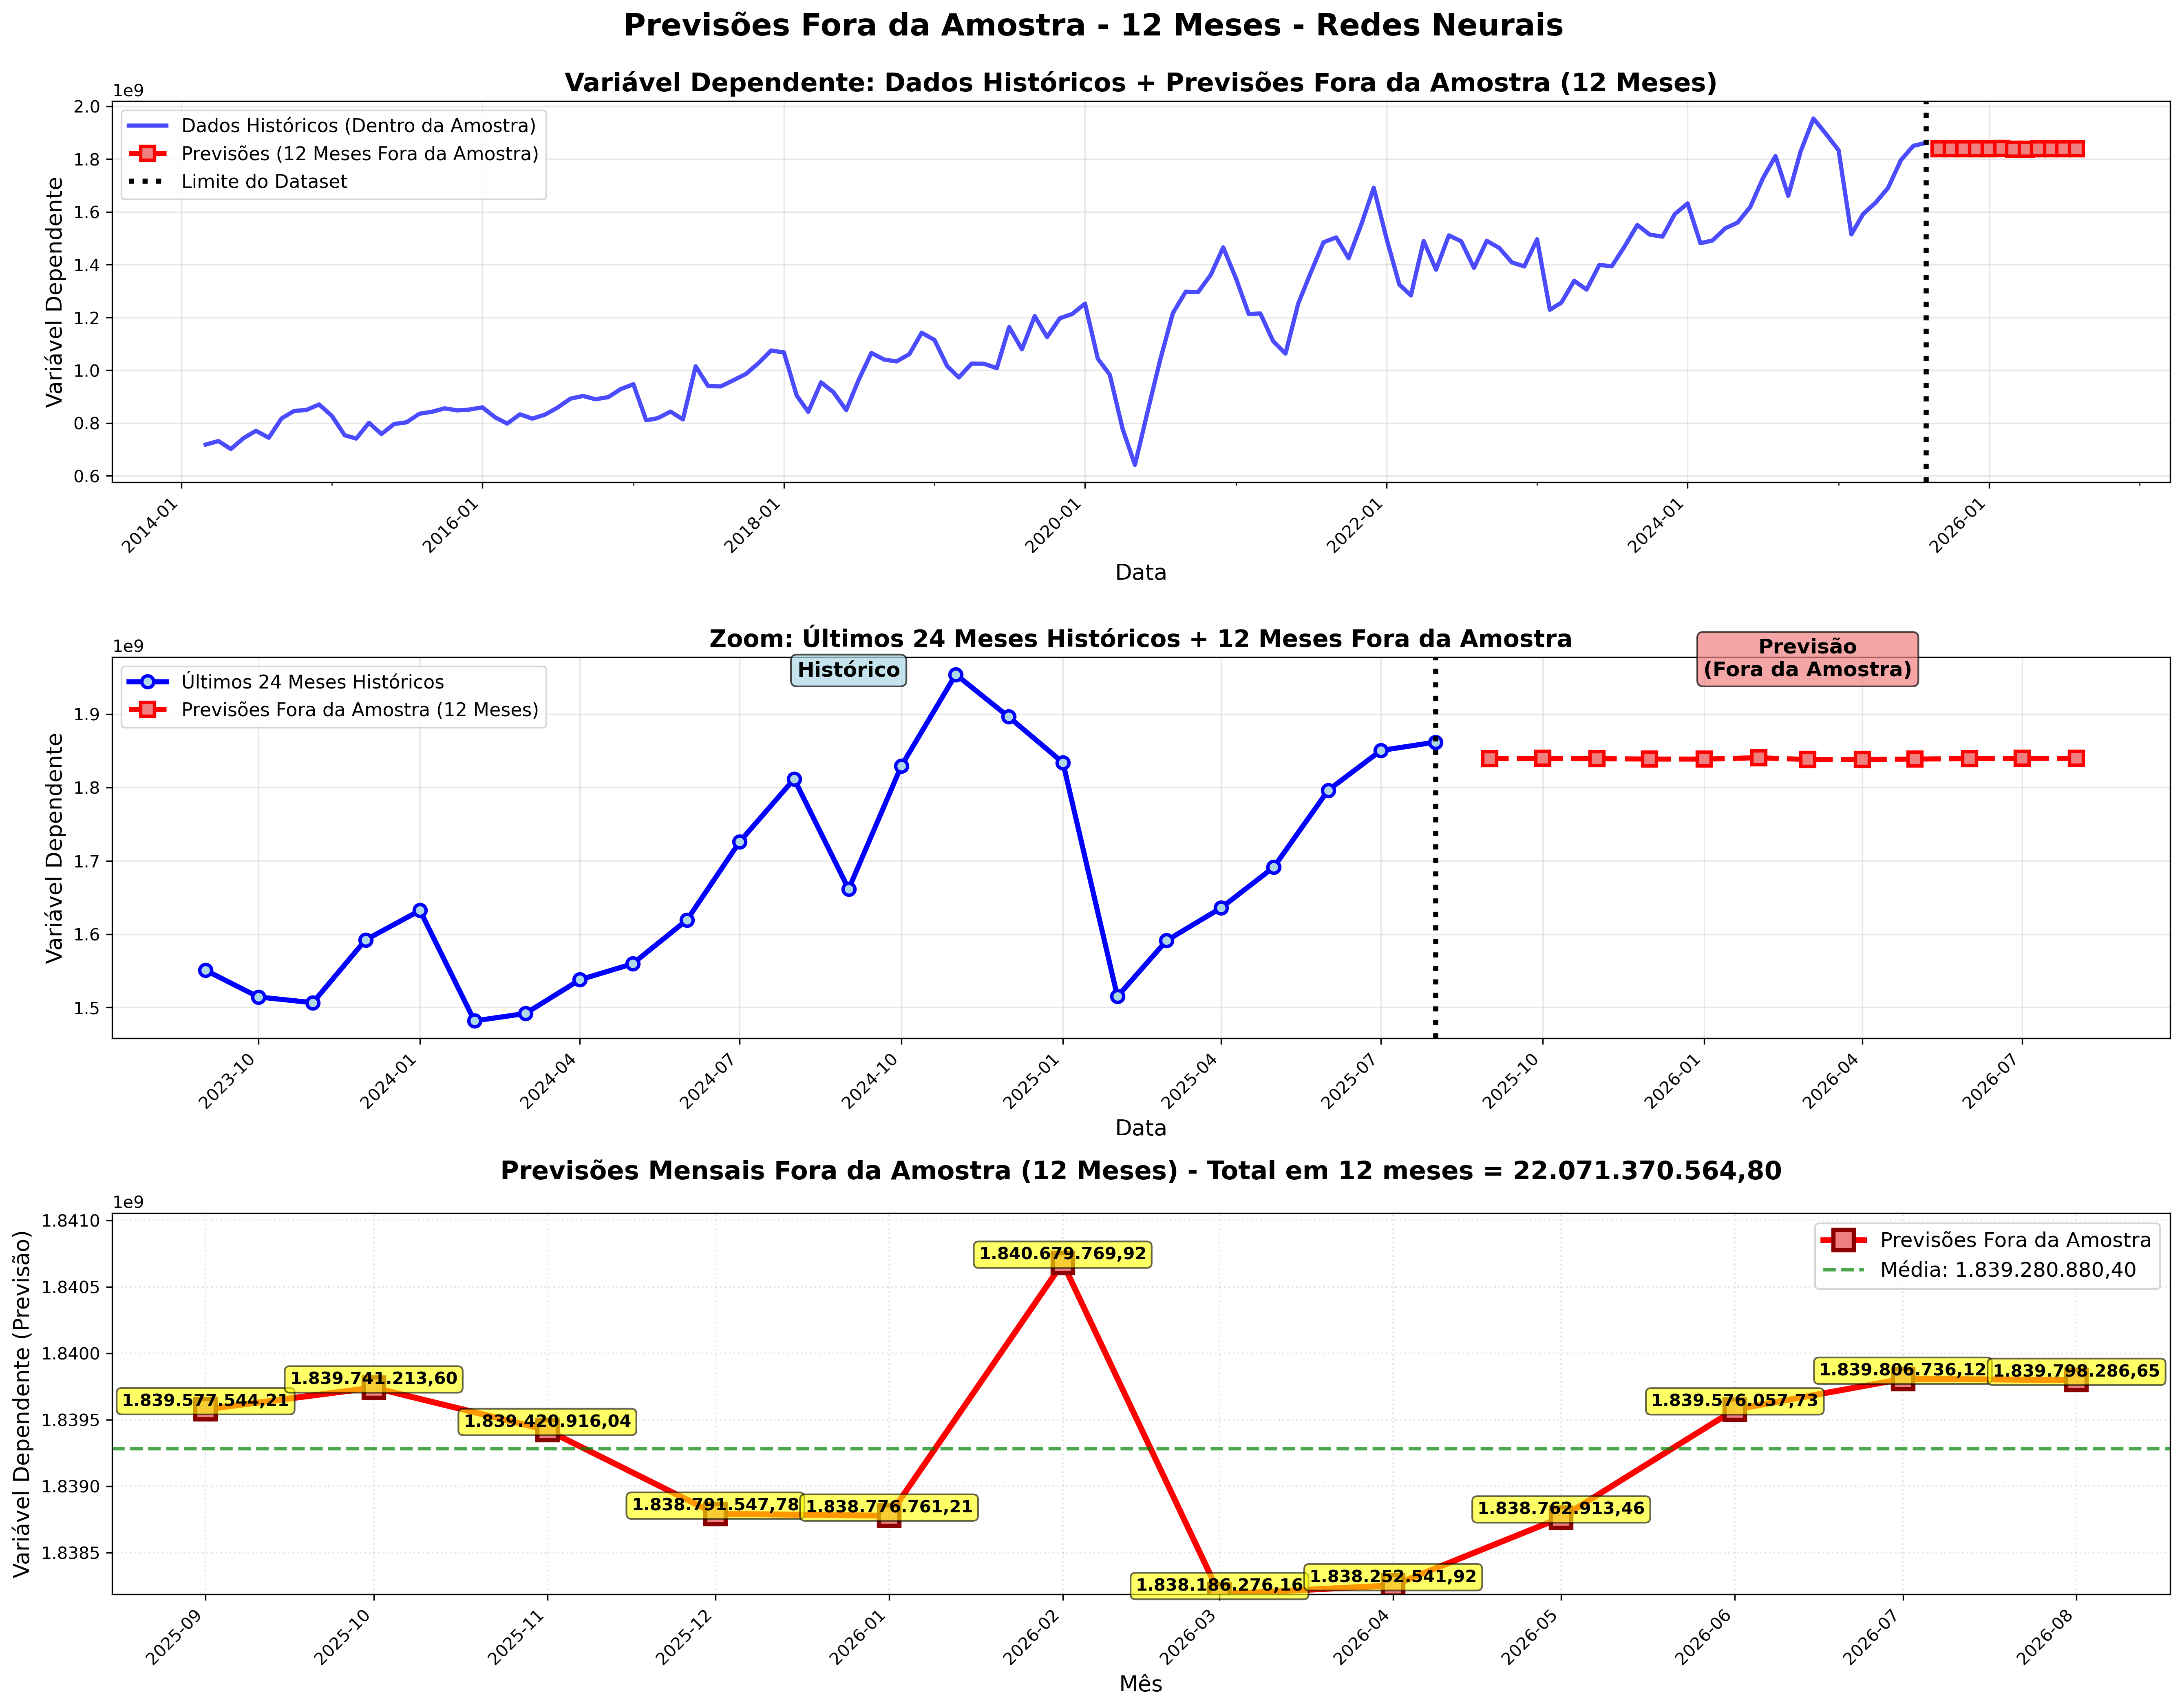 Previsões Fora da Amostra - 12 Meses - Redes Neurais
Variável Dependente: Dados Históricos + Previsões Fora da Amostra (12 Meses)
1e9
Dados Históricos (Dentro da Amostra)
Previsões (12 Meses Fora da Amostra)
Limite do Dataset
Variável Dependente
2.0
1.8
1.6
1.4
1.2
1.0
0.8
0.6
2014-01
2016-01
2018-01
2020-01
2022-01
2024-01
2026-01
Data
Zoom: Últimos 24 Meses Históricos + 12 Meses Fora da Amostra
1e9
Últimos 24 Meses Históricos
Previsões Fora da Amostra (12 Meses)
Histórico
Previsão
(Fora da Amostra)
Variável Dependente
1.9
1.8
1.7
1.6
1.5
2023-10
2024-01
2024-04
2024-07
2024-10
2025-01
2025-04
2025-07
2025-10
2026-01
2026-04
2026-07
Data
Previsões Mensais Fora da Amostra (12 Meses) - Total em 12 meses = 22.071.370.564,80
1e9
Previsões Fora da Amostra
Média: 1.839.280.880,40
Variável Dependente (Previsão)
1.8410
1.8405
1.8400
1.8395
1.8390
1.8385
1.839.577.544,21
1.839.741.213,60
1.839.420.916,04
1.838.791.547,78
1.838.776.761,21
1.840.679.769,92
1.838.186.276,16
1.838.252.541,92
1.838.762.913,46
1.839.576.057,73
1.839.806.736,12
1.839.798.286,65
2025-09
2025-10
2025-11
2025-12
2026-01
2026-02
2026-03
2026-04
2026-05
2026-06
2026-07
2026-08
Mês